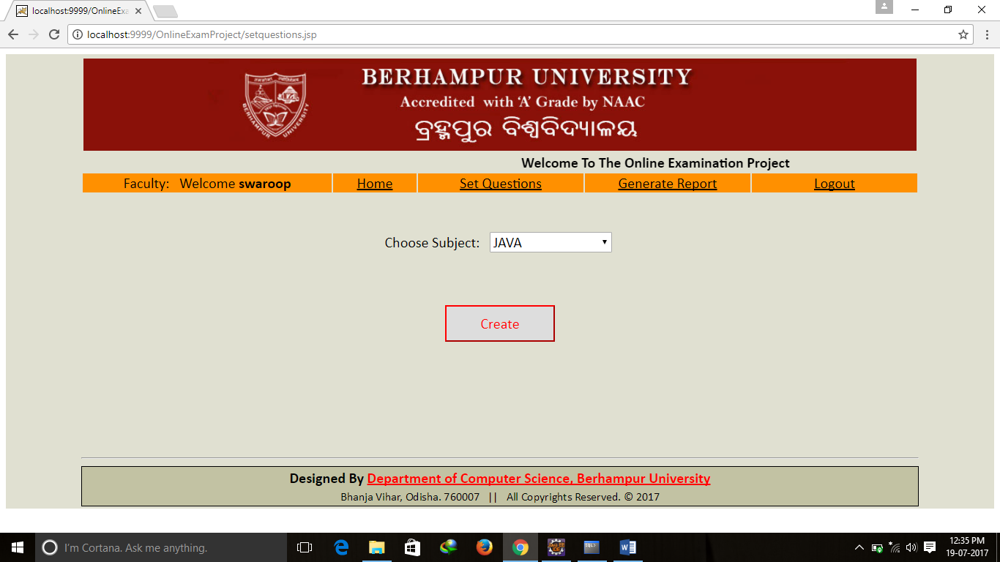 localhost:9999/OnlineExa
localhost:9999/OnlineExamProject/setquestions.jsp
BERHAMPUR UNIVERSITY
BERHAMPUR UNIVERSITY
Accredited with ‘A’ Grade by NAAC
ବ୍ରହ୍ମପୁର ବିଶ୍ୱବିଦ୍ୟାଳୟ
Welcome To The Online Examination Project
Faculty: Welcome swaroop Home Set Questions Generate Report Logout
Choose Subject: JAVA
Create
Designed By Department of Computer Science, Berhampur University
Bhanja Vihar, Odisha. 760007 || All Copyrights Reserved. © 2017
I'm Cortana. Ask me anything.
12:35 PM
19-07-2017